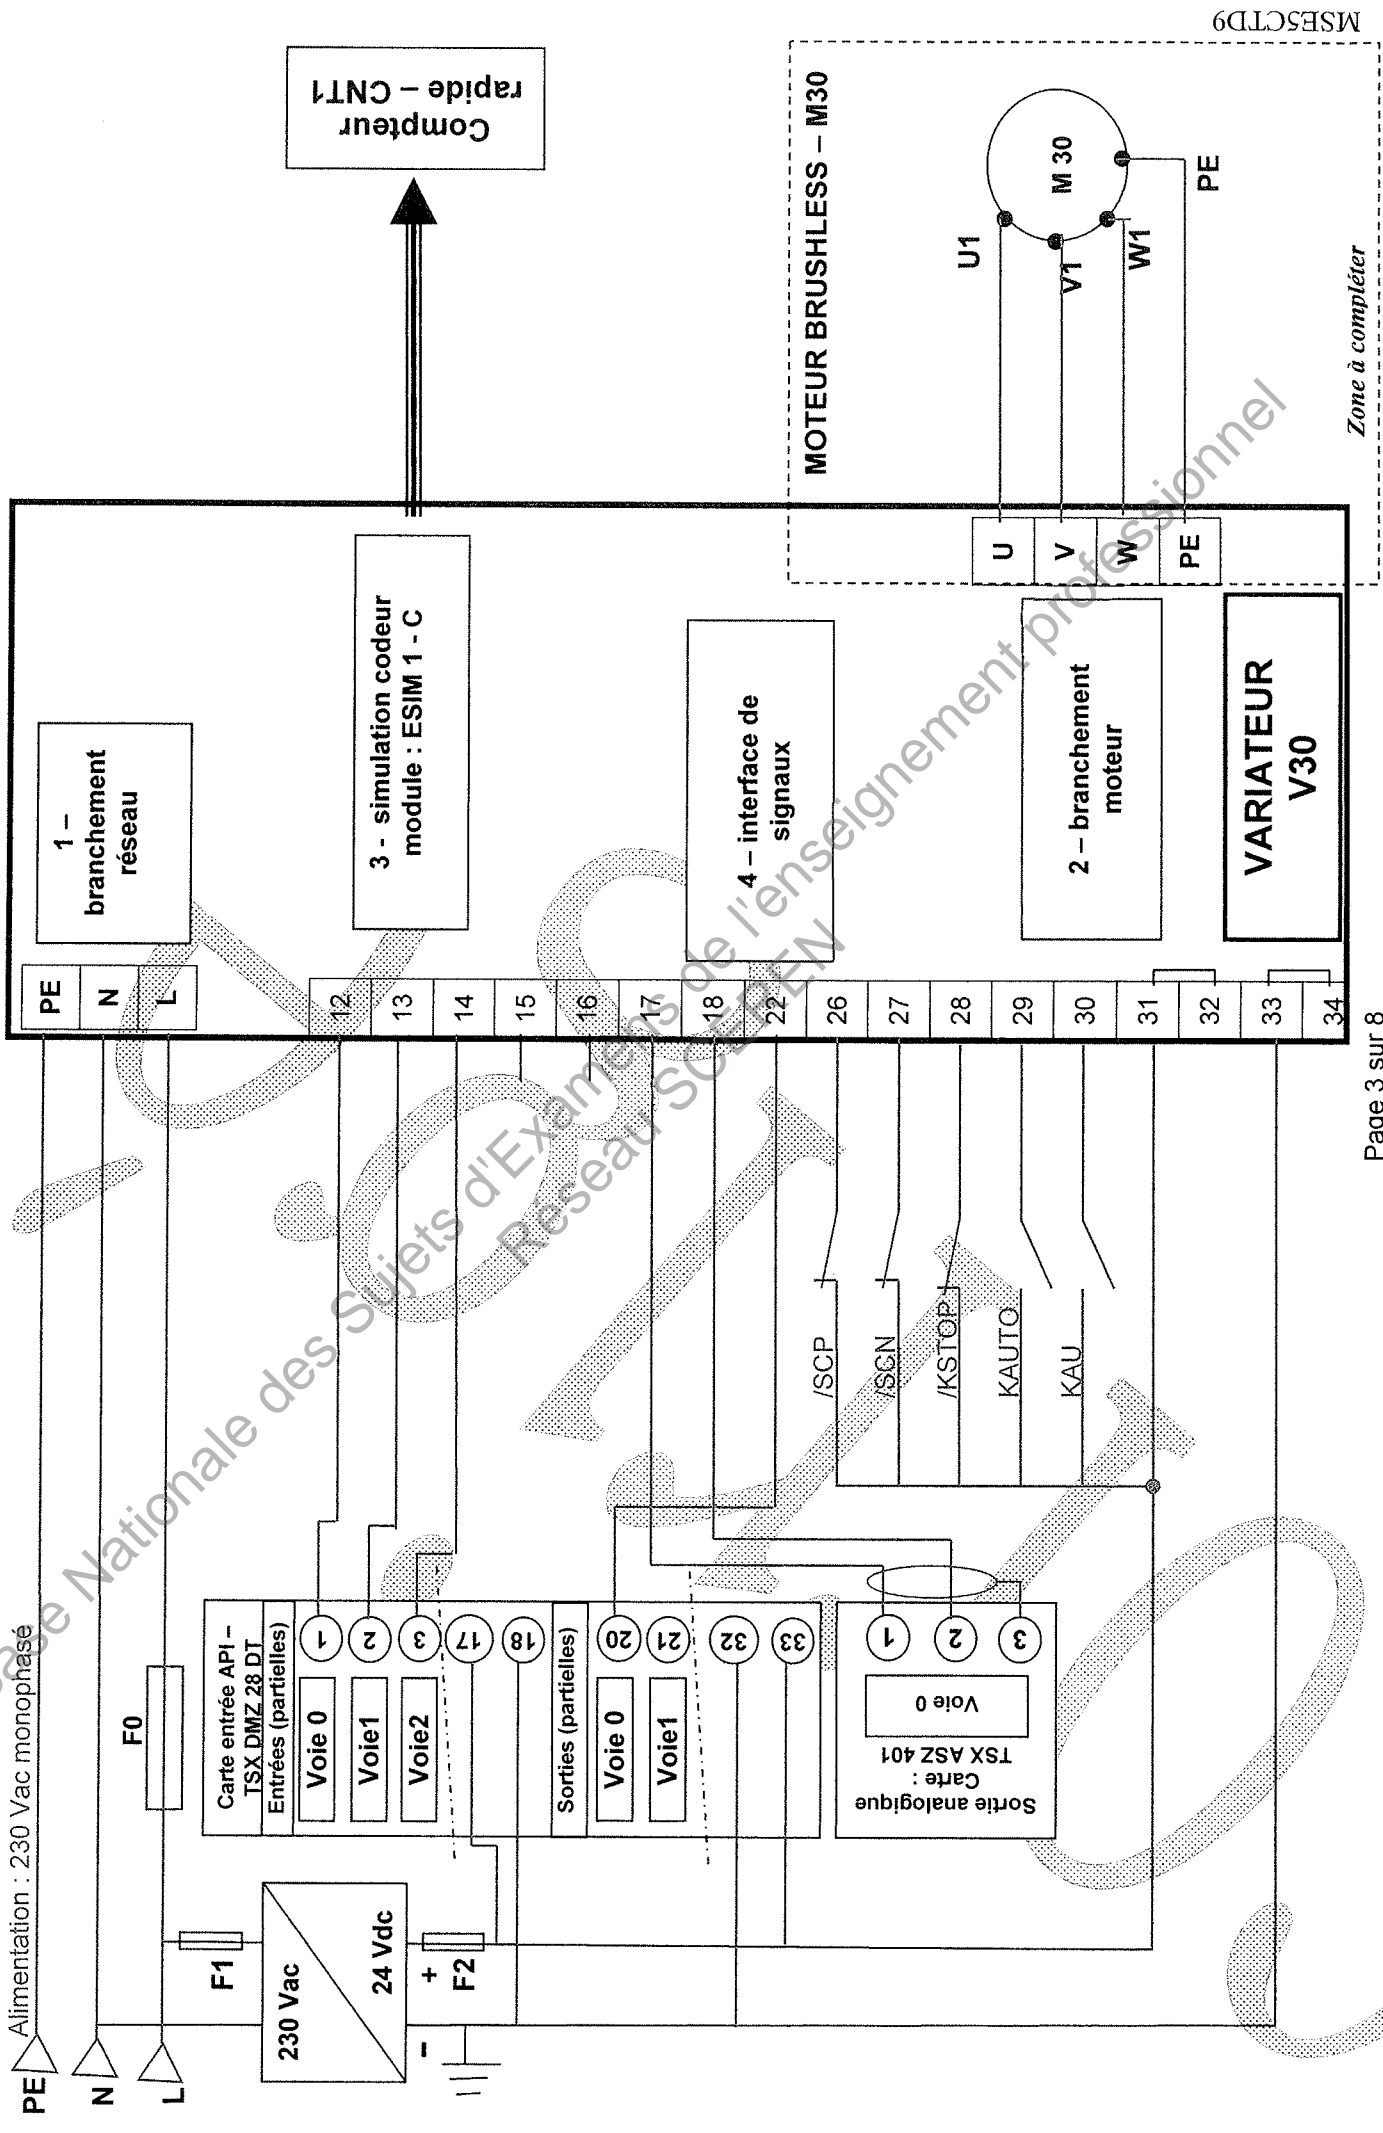 Alimentation : 230 Vac monophasé
PE
N
L
F0
F1
230 Vac
24 Vdc
+
-
F2
Carte entrée API –
TSX DMZ 28 DT
Entrées (partielles)
Voie 0
1
Voie1
2
Voie2
3
17
18
Sorties (partielles)
Voie 0
20
Voie1
21
32
33
Sortie analogique
Carte :
TSX ASZ 401
Voie 0
1
2
3
/SCP
/SCN
/KSTOP
KAUTO
KAU
PE
N
L
12
13
14
15
16
17
18
22
26
27
28
29
30
31
32
33
34
1 –
branchement
réseau
3 - simulation codeur
module : ESIM 1 - C
4 – interface de
signaux
2 – branchement
moteur
VARIATEUR
V30
U
V
W
PE
Compteur
rapide – CNT1
MOTEUR BRUSHLESS – M30
U1
V1
W1
M 30
PE
Zone à compléter
MSE5CTD9
Page 3 sur 8
Base Nationale des Sujets d'Examens de l'enseignement professionnel
Réseau SCEREN